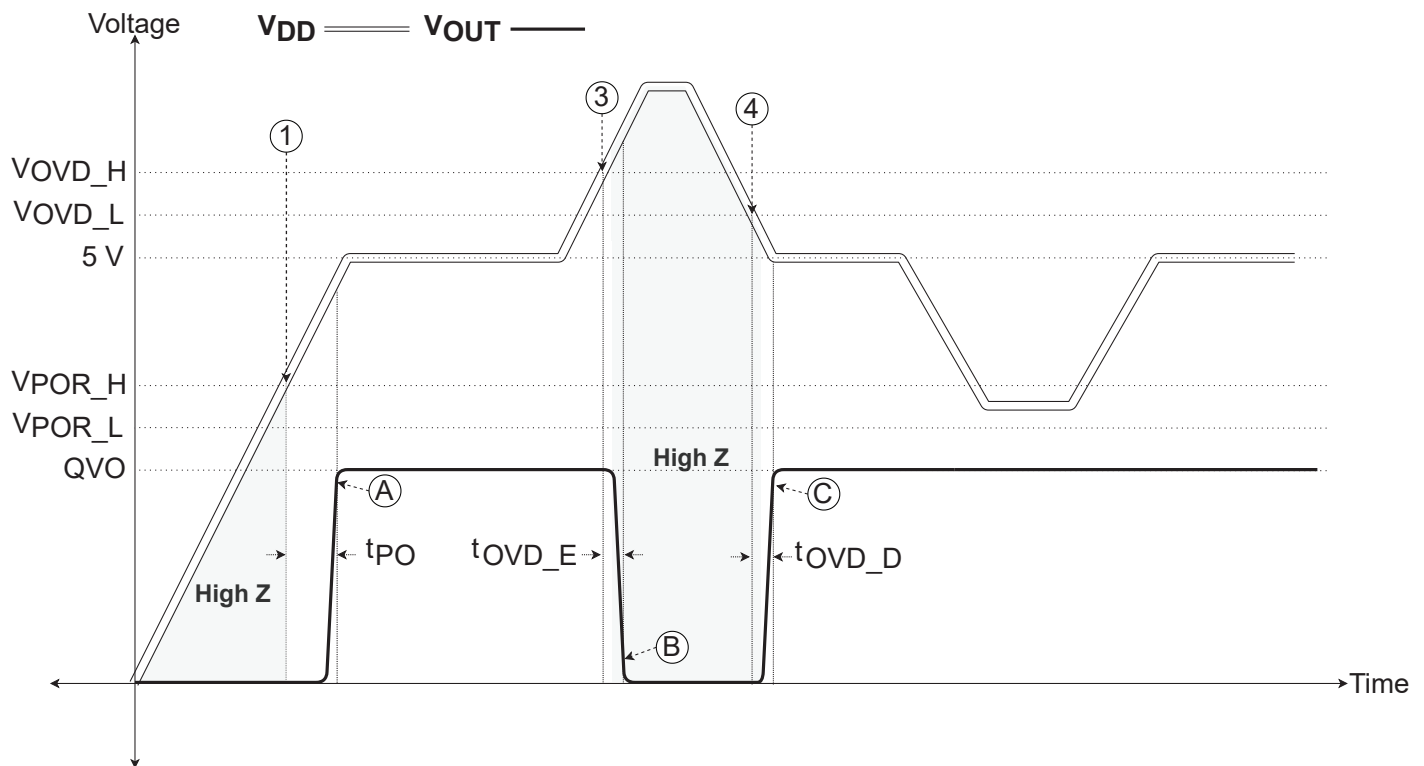 Voltage
VDD VOUT
1
3
4
VOVD_H
VOVD_L
5 V
VPOR_H
VPOR_L
QVO
High Z
A
C
tPO
tOVD_E
tOVD_D
High Z
B
Time